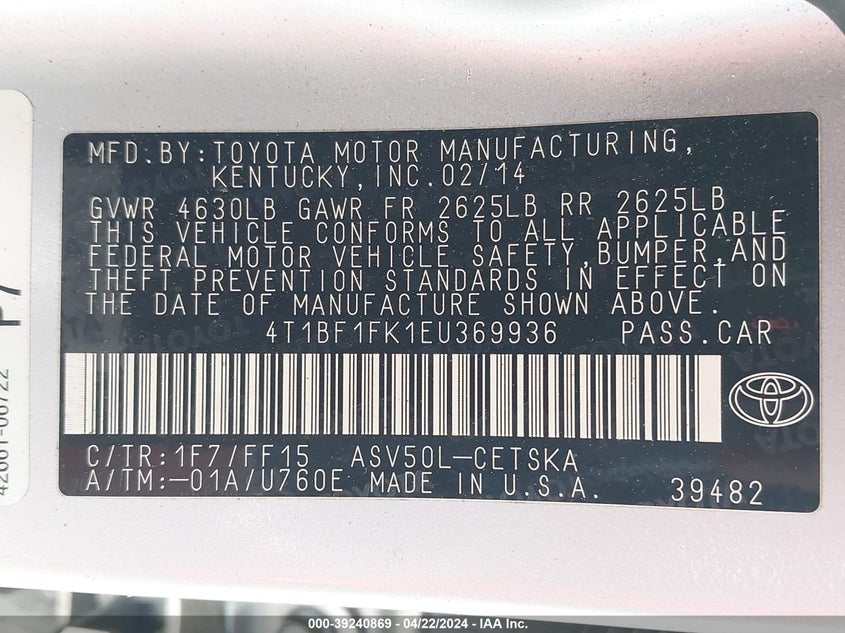 MFD.BY:TOYOTA MOTOR MANUFACTURING,
KENTUCKY,INC.02/14
GVWR 4630LB GAWR FR 2625LB RR 2625LB
THIS VEHICLE CONFORMS TO ALL APPLICABLE
FEDERAL MOTOR VEHICLE SAFETY,BUMPER,AND
THEFT PREVENTION STANDARDS IN EFFECT ON
THE DATE OF MANUFACTURE SHOWN ABOVE.
4T1BF1FK1EU369936 PASS.CAR
C/TR:1F7/FF15 ASV50L-CETSKA
A/TM:-01A/U760E MADE IN U.S.A. 39482
000-39240869 - 04/22/2024 - IAA Inc.